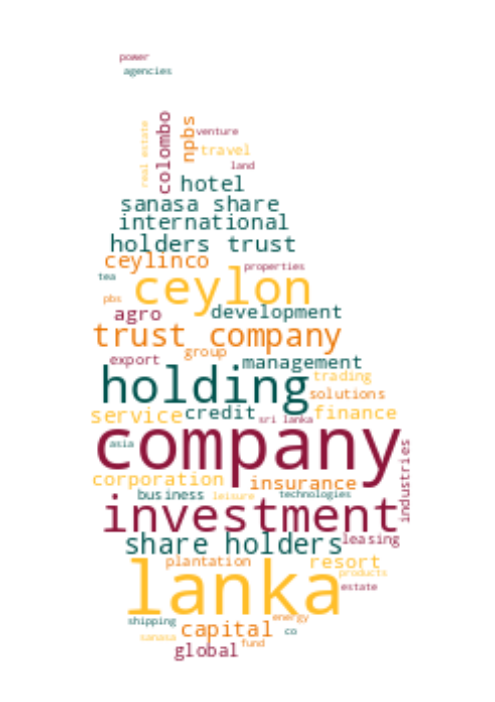 power
agencies
real estate
colombo
npbs
venture
travel
land
hotel
sanasa share
international
holders trust
ceylinco
properties
tea
ceylon
pbs
agro
development
trust company
group
export
management
trading
holding
solutions
service
credit
sri lanka
finance
company
asia
industries
corporation
insurance
business
leisure
technologies
investment
share holders
leasing
plantation
resort
products
lanka
estate
energy
shipping
capital
co
sanasa
fund
global